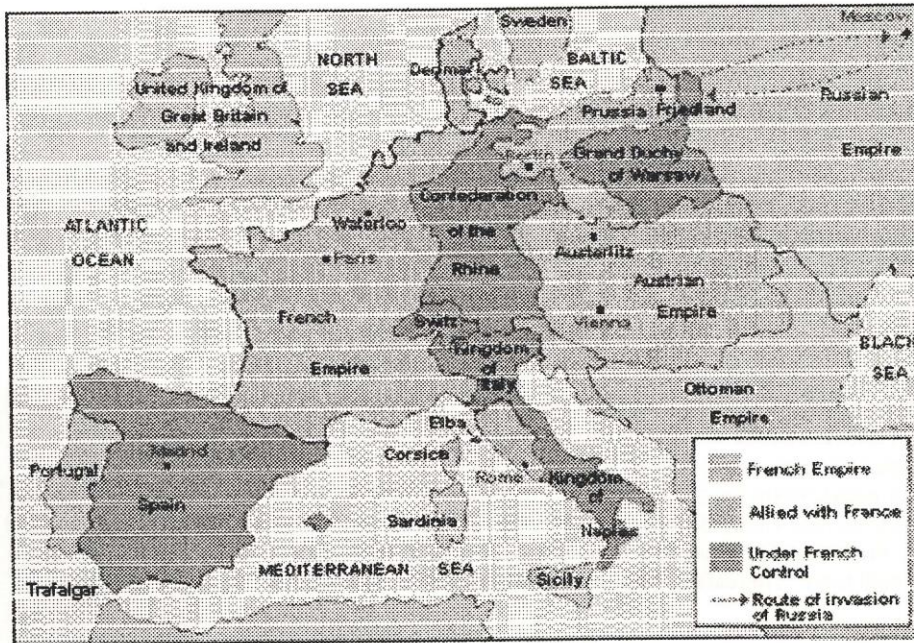 Sweden
Moscow
NORTH
SEA
Denmark
BALTIC
SEA
United Kingdom of
Great Britain
and Ireland
Prussia
Friedland
Russian
Empire
Berlin
Grand Duchy
of Warsaw
Confederation
of the
Rhine
ATLANTIC
OCEAN
Waterloo
Paris
Austerlitz
Austrian
Empire
Vienna
French
Empire
Switz
Kingdom
of
Italy
BLACK
SEA
Ottoman
Empire
Elba
Corsica
Madrid
Portugal
Spain
Rome
Kingdom
of
Naples
Sardinia
Trafalgar
MEDITERRANEAN SEA
Sicily
French Empire
Allied with France
Under French
Control
Route of invasion
of Russia